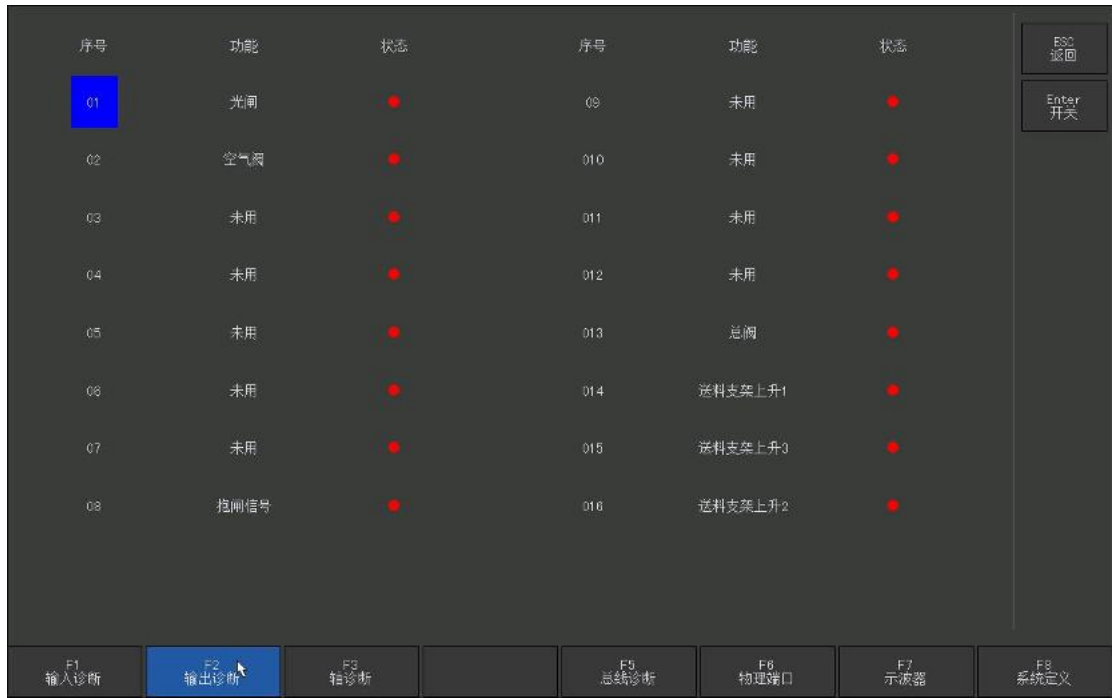 序号 功能 状态 序号 功能 状态
01 光闸 09 未用
02 空气阀 010 未用
03 未用 011 未用
04 未用 012 未用
05 未用 013 总阀
06 未用 014 送料支架上升1
07 未用 015 送料支架上升3
08 抱闸信号 016 送料支架上升2
ESC
返回
Enter
开关
F1
输入诊断
F2
输出诊断
F3
轴诊断
F5
总线诊断
F6
物理端口
F7
示波器
F8
系统定义